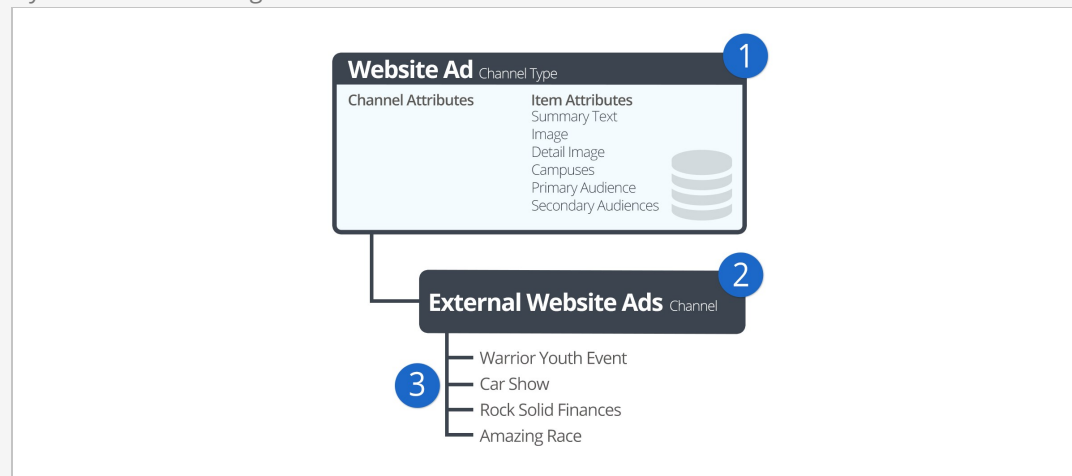 1
Website Ad Channel Type
Channel Attributes
Item Attributes
Summary Text
Image
Detail Image
Campuses
Primary Audience
Secondary Audiences
2
External Website Ads Channel
3
Warrior Youth Event
Car Show
Rock Solid Finances
Amazing Race